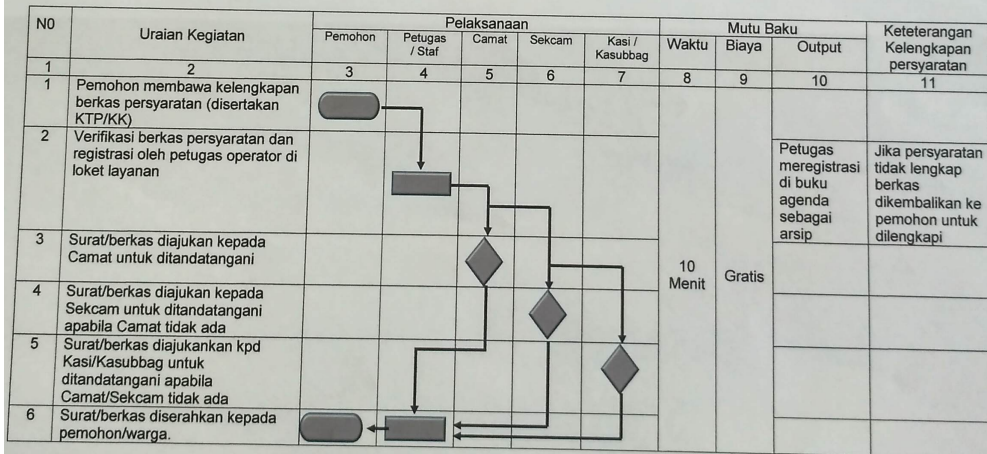 N0
Uraian Kegiatan
Pelaksanaan
Mutu Baku
Keteterangan
Kelengkapan
persyaratan
Pemohon
Petugas
/ Staf
Camat
Sekcam
Kasi /
Kasubbag
Waktu
Biaya
Output
1
2
3
4
5
6
7
8
9
10
11
1
Pemohon membawa kelengkapan
berkas persyaratan (disertakan
KTP/KK)
2
Verifikasi berkas persyaratan dan
registrasi oleh petugas operator di
loket layanan
Petugas
meregistrasi
di buku
agenda
sebagai
arsip
Jika persyaratan
tidak lengkap
berkas
dikembalikan ke
pemohon untuk
dilengkapi
3
Surat/berkas diajukan kepada
Camat untuk ditandatangani
10
Menit
Gratis
4
Surat/berkas diajukan kepada
Sekcam untuk ditandatangani
apabila Camat tidak ada
5
Surat/berkas diajukankan kpd
Kasi/Kasubbag untuk
ditandatangani apabila
Camat/Sekcam tidak ada
6
Surat/berkas diserahkan kepada
pemohon/warga.